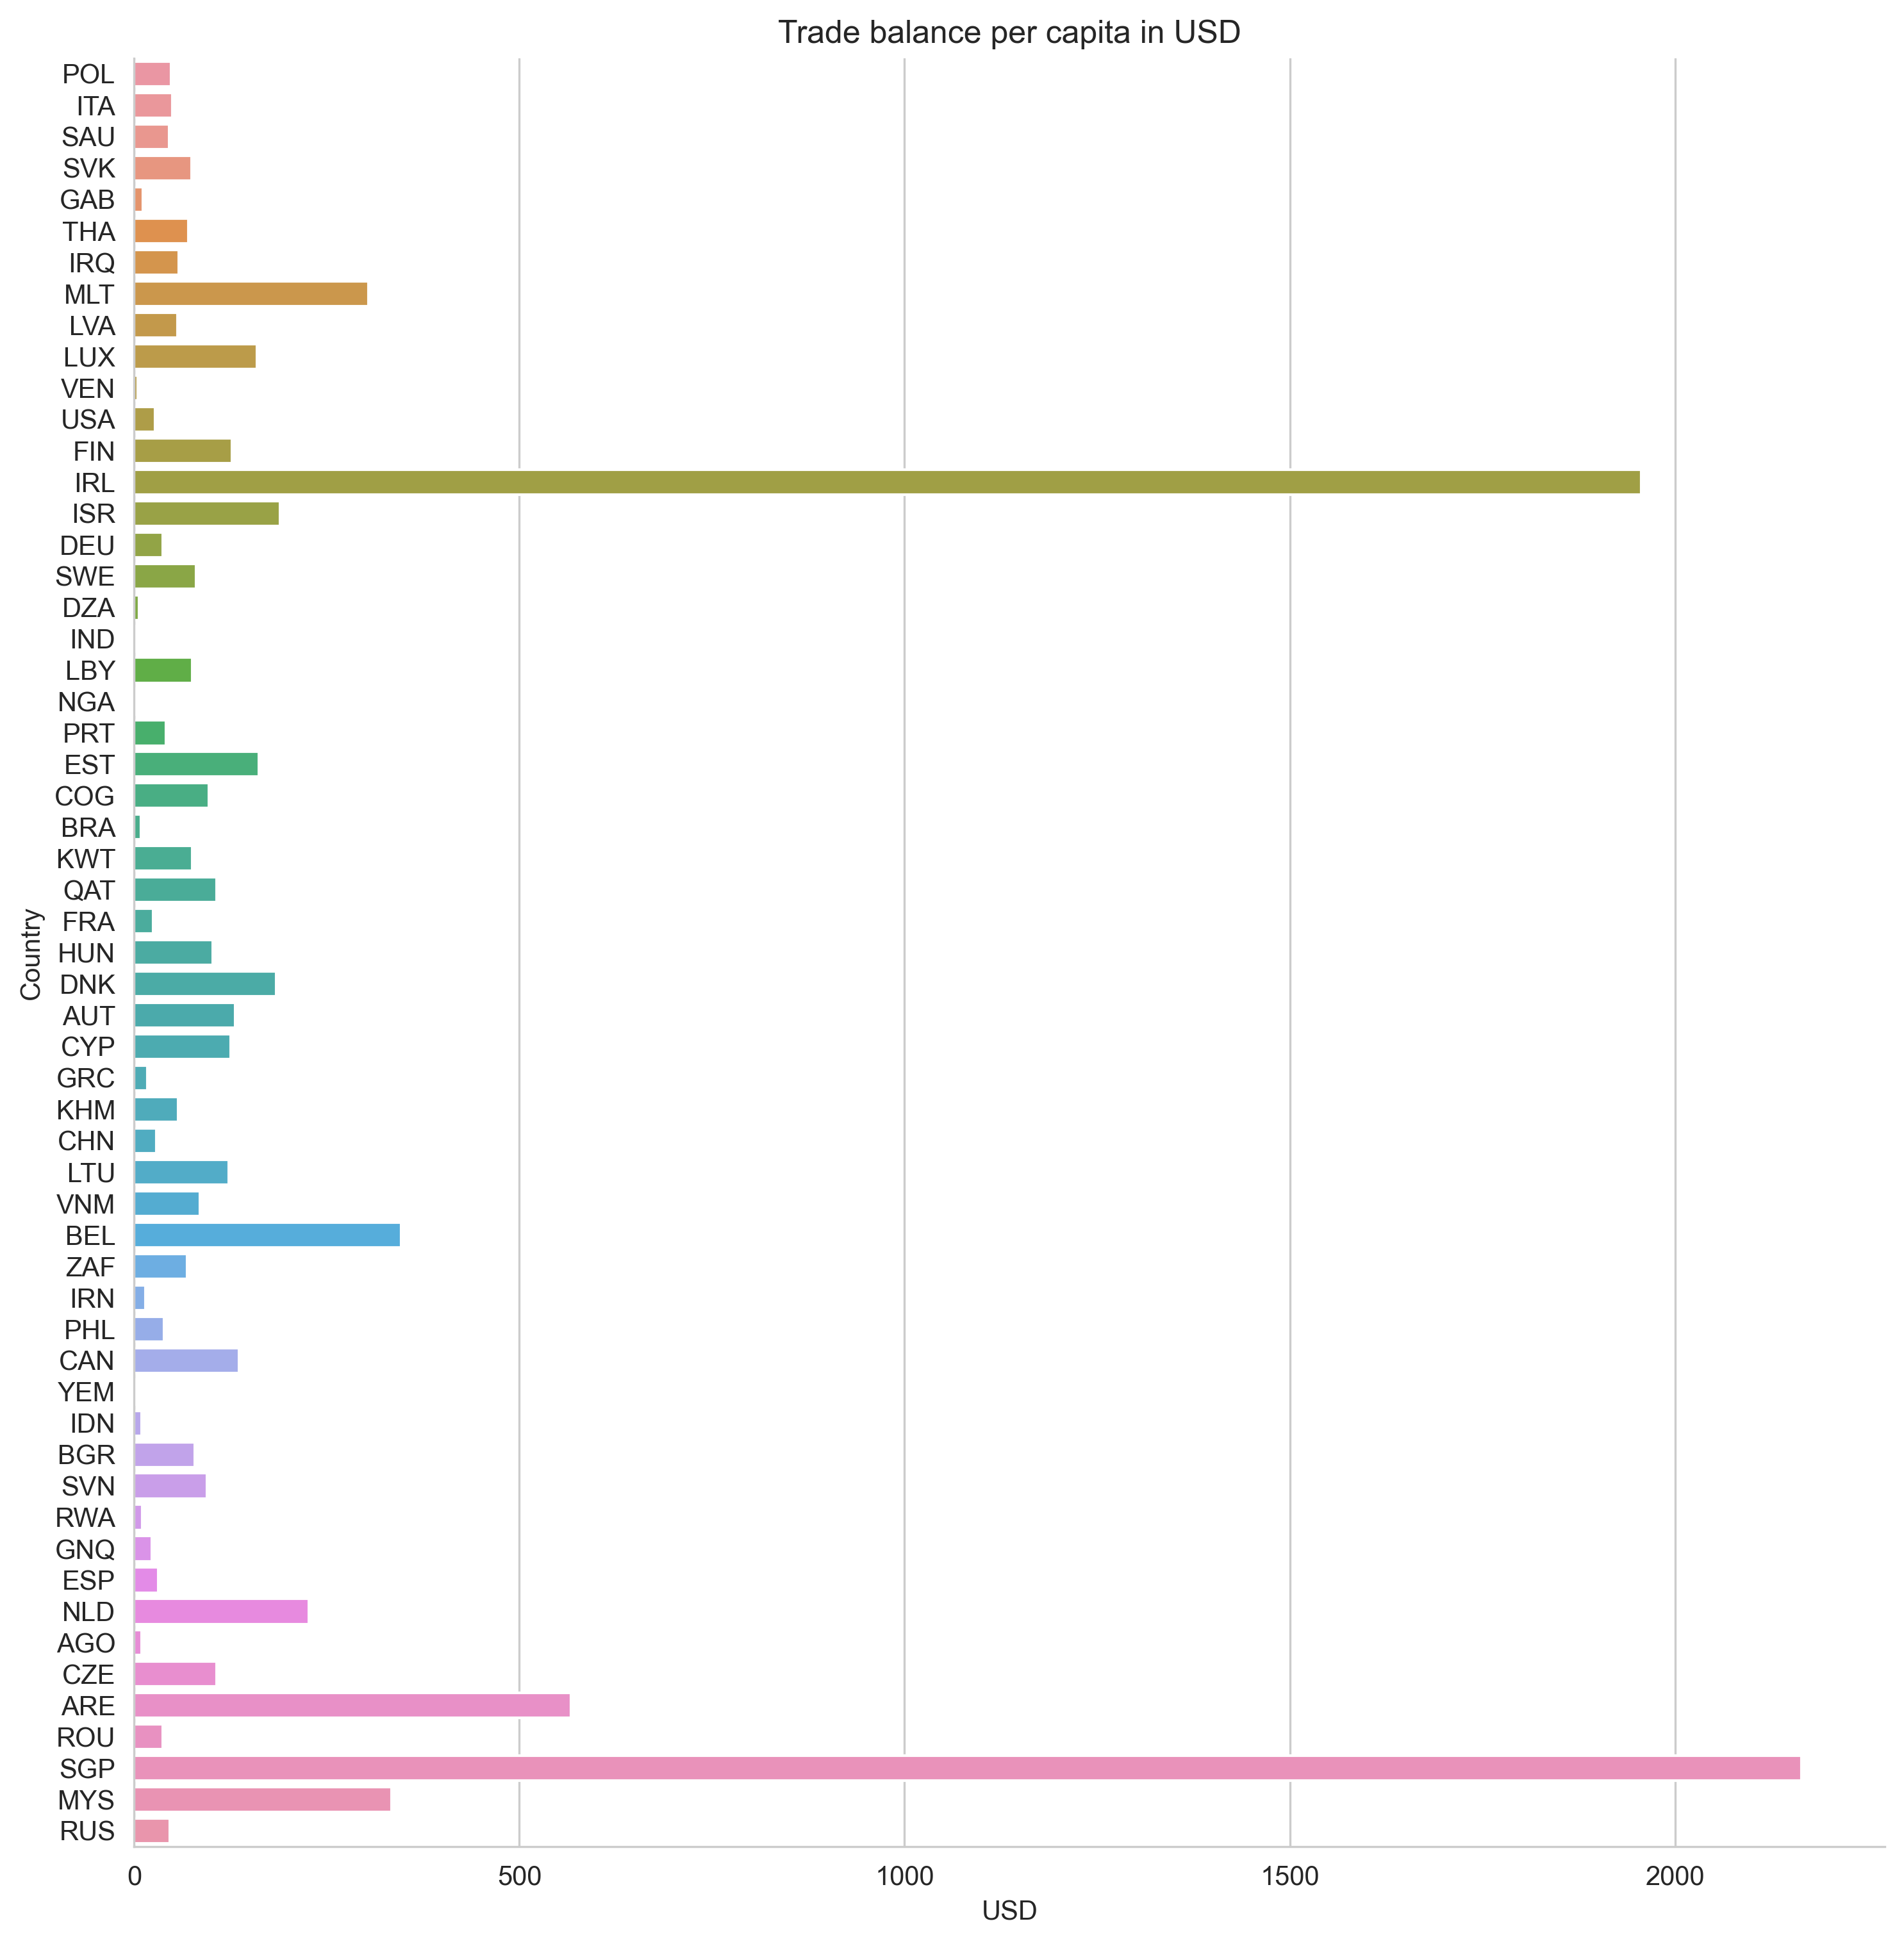 Trade balance per capita in USD
POL
ITA
SAU
SVK
GAB
THA
IRQ
MLT
LVA
LUX
VEN
USA
FIN
IRL
ISR
DEU
SWE
DZA
IND
LBY
NGA
PRT
EST
COG
BRA
KWT
QAT
FRA
HUN
DNK
AUT
CYP
GRC
KHM
CHN
LTU
VNM
BEL
ZAF
IRN
PHL
CAN
YEM
IDN
BGR
SVN
RWA
GNQ
ESP
NLD
AGO
CZE
ARE
ROU
SGP
MYS
RUS
Country
0 500 1000 1500 2000
USD